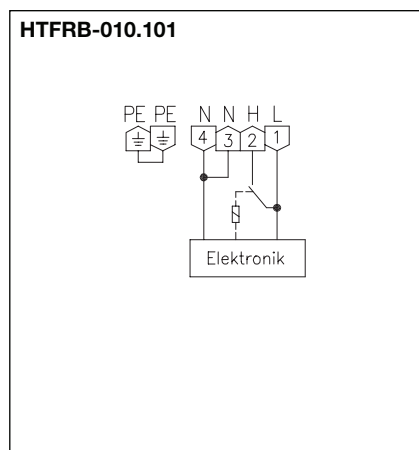 HTFRB-010.101
PE PE N N H L
4 3 2 1
Elektronik